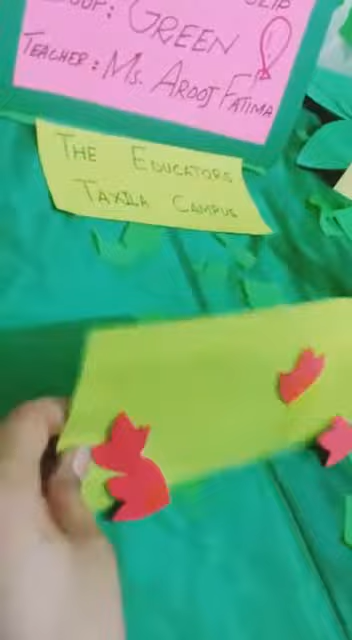 GREEN
TEACHER: MS. AROOJ FATIMA
THE EDUCATORS
TAXILA CAMPUS